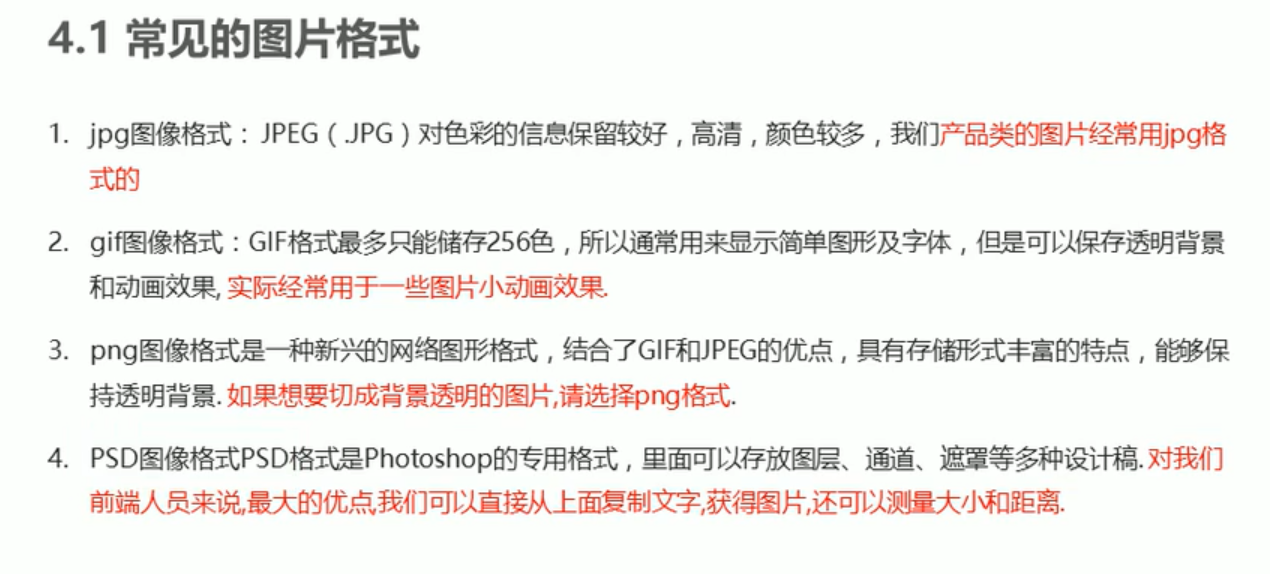 4.1 常见的图片格式
1. jpg图像格式：JPEG（.JPG）对色彩的信息保留较好，高清，颜色较多，我们产品类的图片经常用jpg格
式的
2. gif图像格式：GIF格式最多只能储存256色，所以通常用来显示简单图形及字体，但是可以保存透明背景
和动画效果, 实际经常用于一些图片小动画效果.
3. png图像格式是一种新兴的网络图形格式，结合了GIF和JPEG的优点，具有存储形式丰富的特点，能够保
持透明背景. 如果想要切成背景透明的图片,请选择png格式.
4. PSD图像格式PSD格式是Photoshop的专用格式，里面可以存放图层、通道、遮罩等多种设计稿. 对我们
前端人员来说,最大的优点,我们可以直接从上面复制文字,获得图片,还可以测量大小和距离.